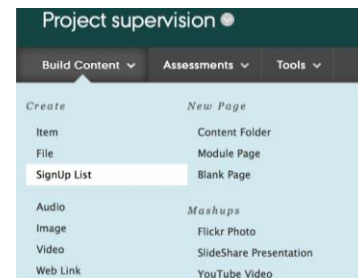 Project supervision
Build Content
Assessments
Tools
Create
Item
File
SignUp List
Audio
Image
Video
Web Link
New Page
Content Folder
Module Page
Blank Page
Mashups
Flickr Photo
SlideShare Presentation
YouTube Video